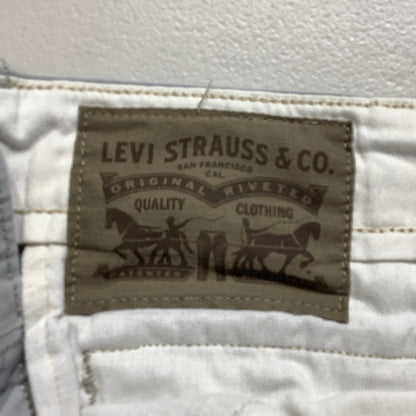 LEVI STRAUSS & CO.
SAN FRANCISCO
CAL.
ORIGINAL RIVETED
QUALITY CLOTHING
PATENTED